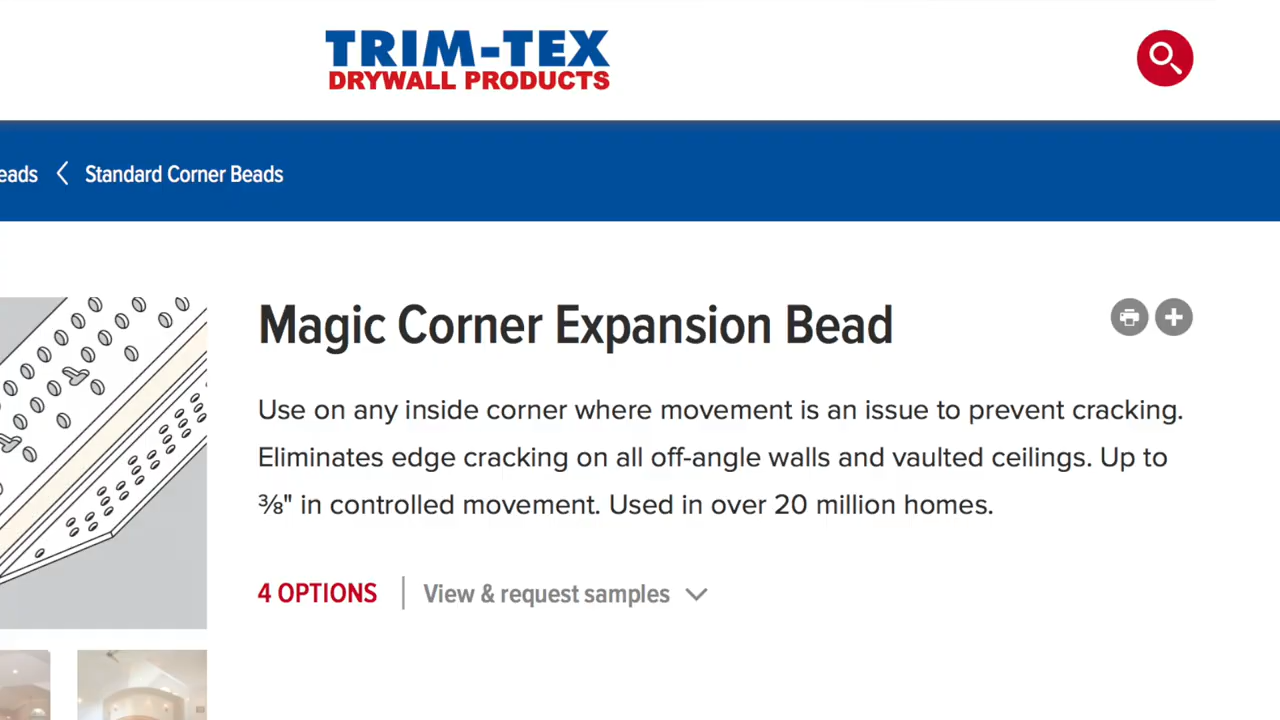 TRIM-TEX
DRYWALL PRODUCTS
eads
Standard Corner Beads
Magic Corner Expansion Bead
Use on any inside corner where movement is an issue to prevent cracking.
Eliminates edge cracking on all off-angle walls and vaulted ceilings. Up to
⅜" in controlled movement. Used in over 20 million homes.
4 OPTIONS
View & request samples